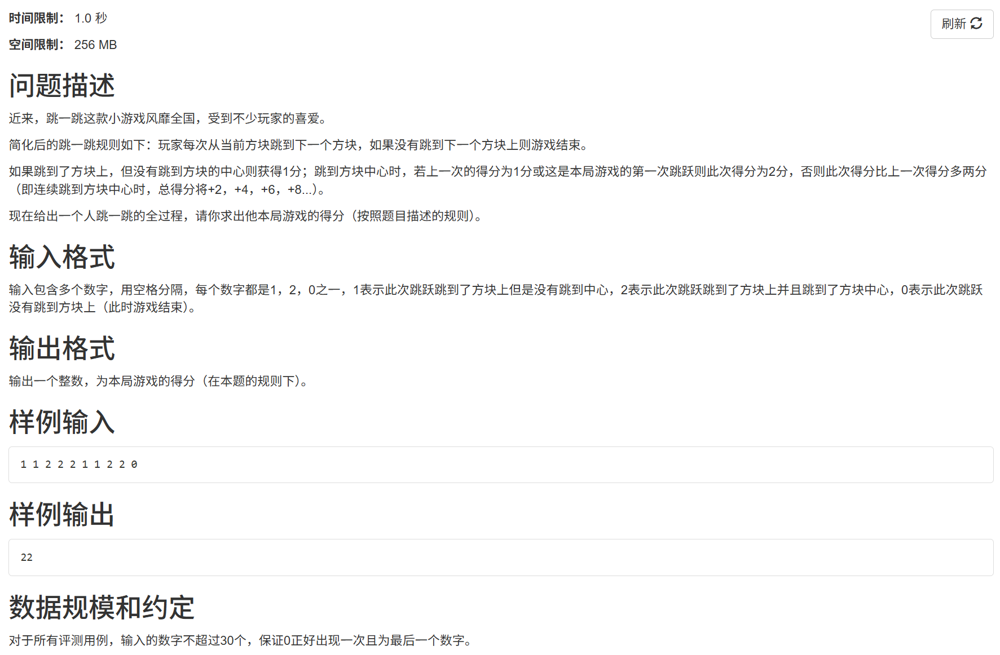 时间限制： 1.0 秒
刷新
空间限制： 256 MB
问题描述
近来，跳一跳这款小游戏风靡全国，受到不少玩家的喜爱。
简化后的跳一跳规则如下：玩家每次从当前方块跳到下一个方块，如果没有跳到下一个方块上则游戏结束。
如果跳到了方块上，但没有跳到方块的中心则获得1分；跳到方块中心时，若上一次的得分为1分或这是本局游戏的第一次跳跃则此次得分为2分，否则此次得分比上一次得分多两分
（即连续跳到方块中心时，总得分将+2，+4，+6，+8...）。
现在给出一个人跳一跳的全过程，请你求出他本局游戏的得分（按照题目描述的规则）。
输入格式
输入包含多个数字，用空格分隔，每个数字都是1，2，0之一，1表示此次跳跃跳到了方块上但是没有跳到中心，2表示此次跳跃跳到了方块上并且跳到了方块中心，0表示此次跳跃
没有跳到方块上（此时游戏结束）。
输出格式
输出一个整数，为本局游戏的得分（在本题的规则下）。
样例输入
1 1 2 2 2 1 1 2 2 0
样例输出
22
数据规模和约定
对于所有评测用例，输入的数字不超过30个，保证0正好出现一次且为最后一个数字。